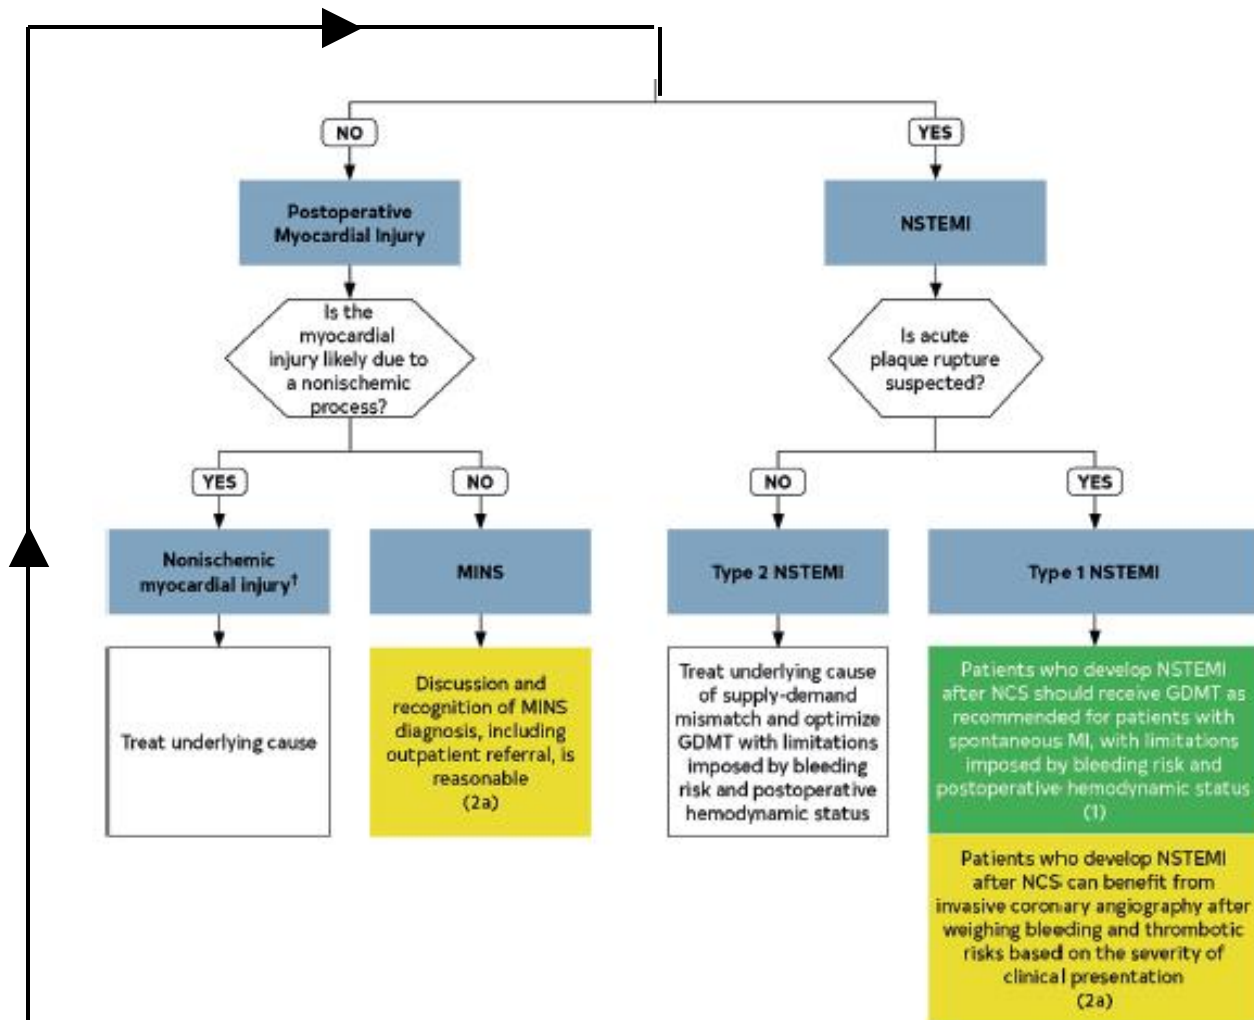 NO
YES
Postoperative
Myocardial Injury
NSTEMI
Is the
myocardial
injury likely due to
a nonischemic
process?
Is acute
plaque rupture
suspected?
YES
NO
NO
YES
Nonischemic
myocardial injury†
MINS
Type 2 NSTEMI
Type 1 NSTEMI
Treat underlying cause
Discussion and
recognition of MINS
diagnosis, including
outpatient referral, is
reasonable
(2a)
Treat underlying cause
of supply-demand
mismatch and optimize
GDMT with limitations
imposed by bleeding
risk and postoperative
hemodynamic status
Patients who develop NSTEMI
after NCS should receive GDMT as
recommended for patients with
spontaneous MI, with limitations
imposed by bleeding risk and
postoperative hemodynamic status
(1)
Patients who develop NSTEMI
after NCS can benefit from
invasive coronary angiography after
weighing bleeding and thrombotic
risks based on the severity of
clinical presentation
(2a)